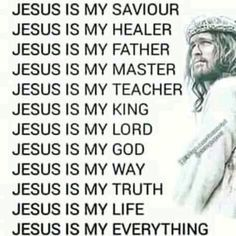 JESUS IS MY SAVIOUR
JESUS IS MY HEALER
JESUS IS MY FATHER
JESUS IS MY MASTER
JESUS IS MY TEACHER
JESUS IS MY KING
JESUS IS MY LORD
JESUS IS MY GOD
JESUS IS MY WAY
JESUS IS MY TRUTH
JESUS IS MY LIFE
JESUS IS MY EVERYTHING